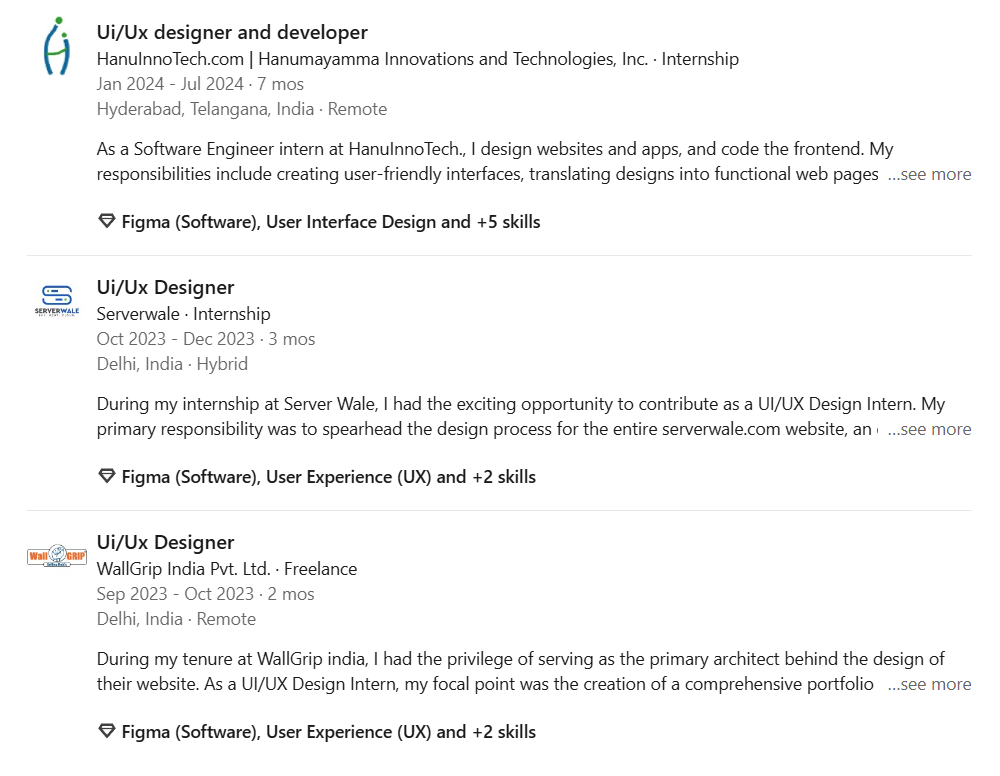 Ui/Ux designer and developer
HanuInnoTech.com | Hanumayamma Innovations and Technologies, Inc. · Internship
Jan 2024 - Jul 2024 · 7 mos
Hyderabad, Telangana, India · Remote
As a Software Engineer intern at HanuInnoTech., I design websites and apps, and code the frontend. My
responsibilities include creating user-friendly interfaces, translating designs into functional web pages ...see more
Figma (Software), User Interface Design and +5 skills
SERVERWALE
Ui/Ux Designer
Serverwale · Internship
Oct 2023 - Dec 2023 · 3 mos
Delhi, India · Hybrid
During my internship at Server Wale, I had the exciting opportunity to contribute as a UI/UX Design Intern. My
primary responsibility was to spearhead the design process for the entire serverwale.com website, an ...see more
Figma (Software), User Experience (UX) and +2 skills
Wall GRIP
Ui/Ux Designer
WallGrip India Pvt. Ltd. · Freelance
Sep 2023 - Oct 2023 · 2 mos
Delhi, India · Remote
During my tenure at WallGrip india, I had the privilege of serving as the primary architect behind the design of
their website. As a UI/UX Design Intern, my focal point was the creation of a comprehensive portfolio ...see more
Figma (Software), User Experience (UX) and +2 skills